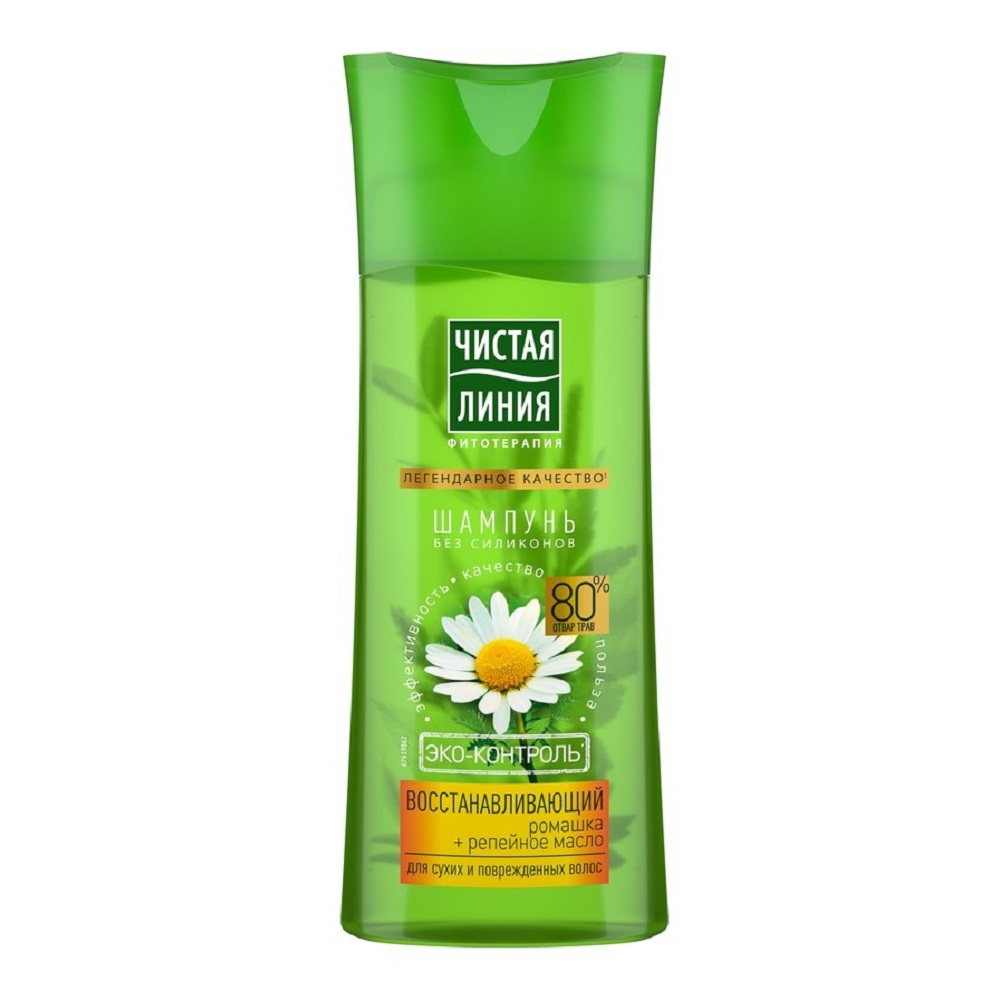 ЧИСТАЯ
ЛИНИЯ
ФИТОТЕРАПИЯ
ЛЕГЕНДАРНОЕ КАЧЕСТВО¹
ШАМПУНЬ
БЕЗ СИЛИКОНОВ
• эффективность • качество • польза •
80%
ОТВАР ТРАВ
ЭКО-КОНТРОЛЬ*
ВОССТАНАВЛИВАЮЩИЙ
ромашка
+ репейное масло
для сухих и поврежденных волос